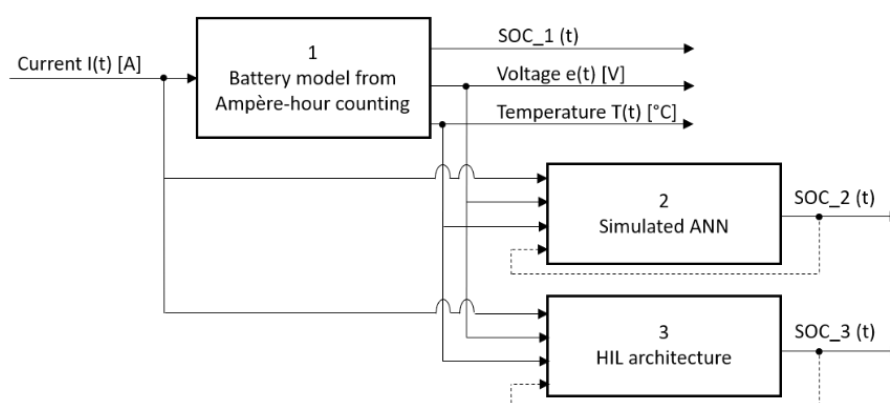 SOC_1 (t)
1
Current I(t) [A]
Battery model from
Ampère-hour counting
Voltage e(t) [V]
Temperature T(t) [°C]
2
Simulated ANN
SOC_2 (t)
3
HIL architecture
SOC_3 (t)